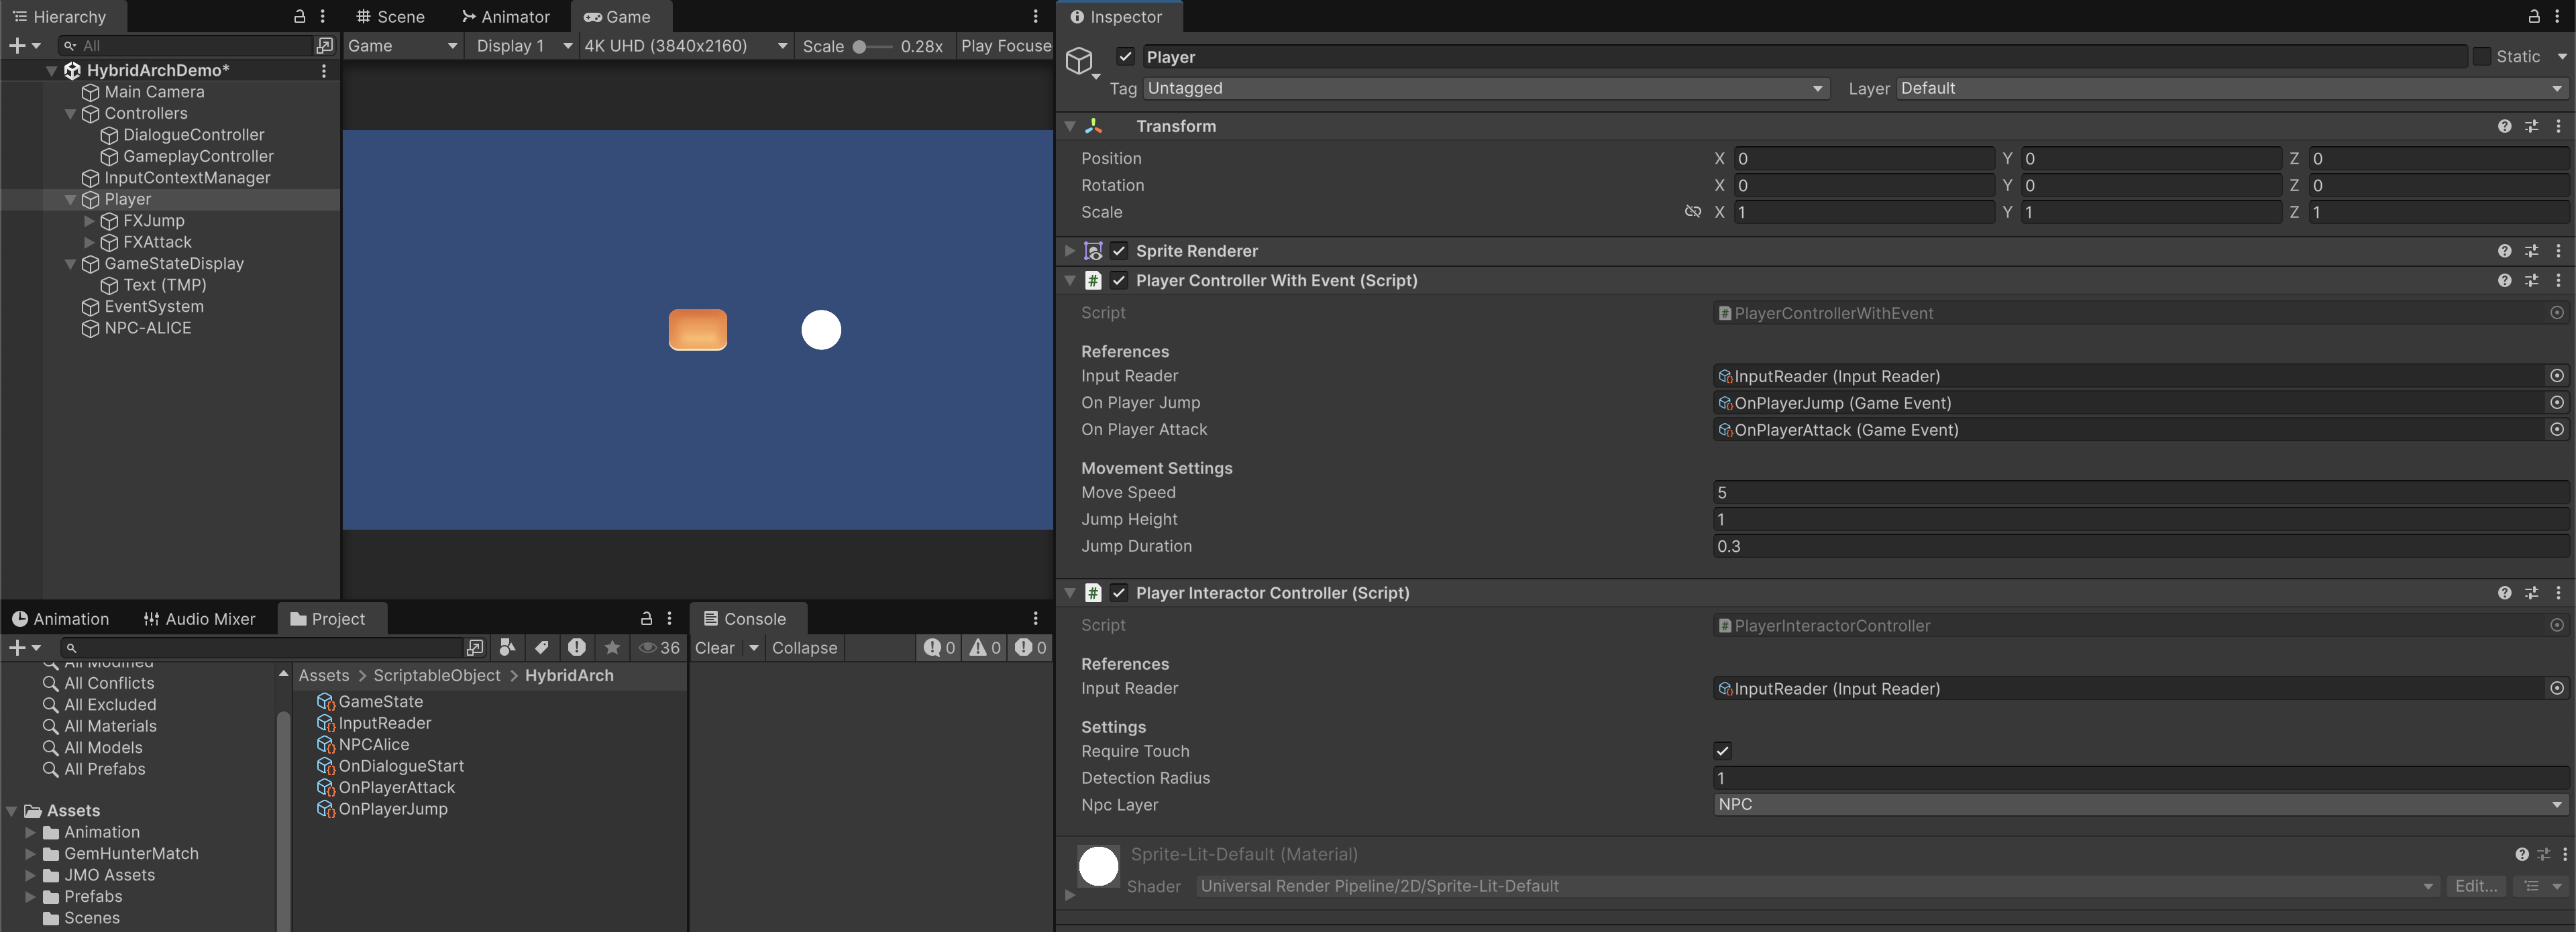 Hierarchy
All
HybridArchDemo*
Main Camera
Controllers
DialogueController
GameplayController
InputContextManager
Player
FXJump
FXAttack
GameStateDisplay
Text (TMP)
EventSystem
NPC-ALICE
Scene
Animator
Game
Game
Display 1
4K UHD (3840x2160)
Scale
0.28x
Play Focuse
Animation
Audio Mixer
Project
36
All Modified
All Conflicts
All Excluded
All Materials
All Models
All Prefabs
Assets
Animation
GemHunterMatch
JMO Assets
Prefabs
Scenes
Assets > ScriptableObject > HybridArch
GameState
InputReader
NPCAlice
OnDialogueStart
OnPlayerAttack
OnPlayerJump
Console
Clear
Collapse
0
0
0
Inspector
Player
Static
Tag
Untagged
Layer
Default
Transform
Position X 0 Y 0 Z 0
Rotation X 0 Y 0 Z 0
Scale X 1 Y 1 Z 1
Sprite Renderer
# Player Controller With Event (Script)
Script # PlayerControllerWithEvent
References
Input Reader InputReader (Input Reader)
On Player Jump OnPlayerJump (Game Event)
On Player Attack OnPlayerAttack (Game Event)
Movement Settings
Move Speed 5
Jump Height 1
Jump Duration 0.3
# Player Interactor Controller (Script)
Script # PlayerInteractorController
References
Input Reader InputReader (Input Reader)
Settings
Require Touch
Detection Radius 1
Npc Layer NPC
Sprite-Lit-Default (Material)
Shader Universal Render Pipeline/2D/Sprite-Lit-Default Edit...